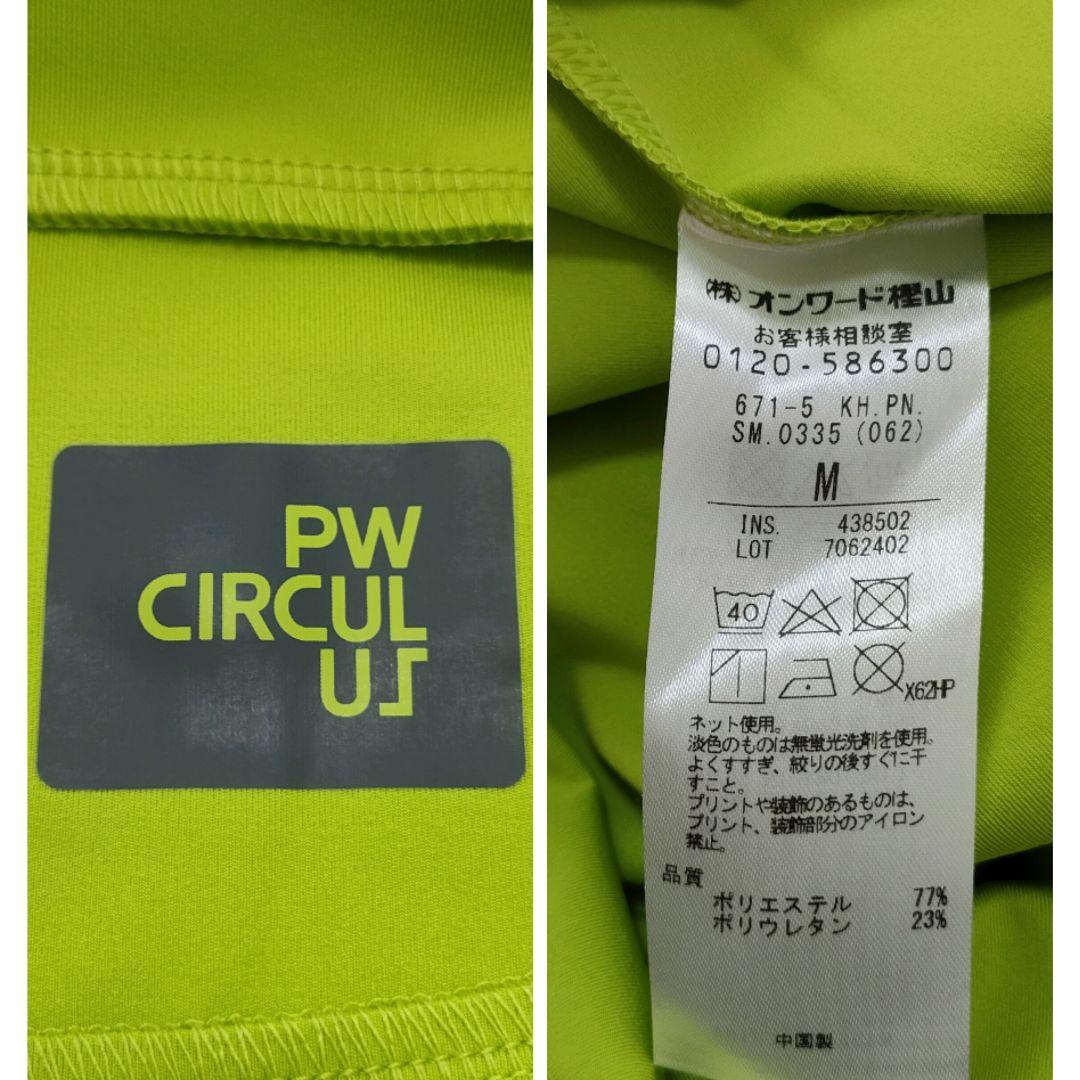 PW
CIRCUL
US
(株)オンワード樫山
お客様相談室
0120-586300
671-5 KH.PN.
SM.0335 (062)
M
INS. 438502
LOT 7062402
40
X62HP
ネット使用。
淡色のものは無蛍光洗剤を使用。
よくすすぎ、絞りの後すぐに干
すこと。
プリントや装飾のあるものは、
プリント、装飾部分のアイロン
禁止。
品質
ポリエステル 77%
ポリウレタン 23%
中国製